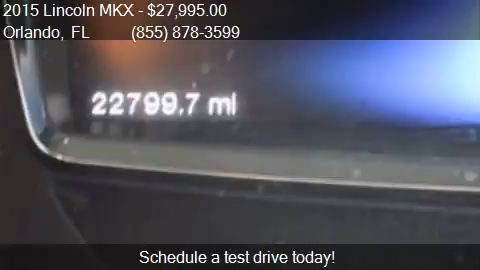 2015 Lincoln MKX - $27,995.00
Orlando, FL (855) 878-3599
22799.7 mi
Schedule a test drive today!